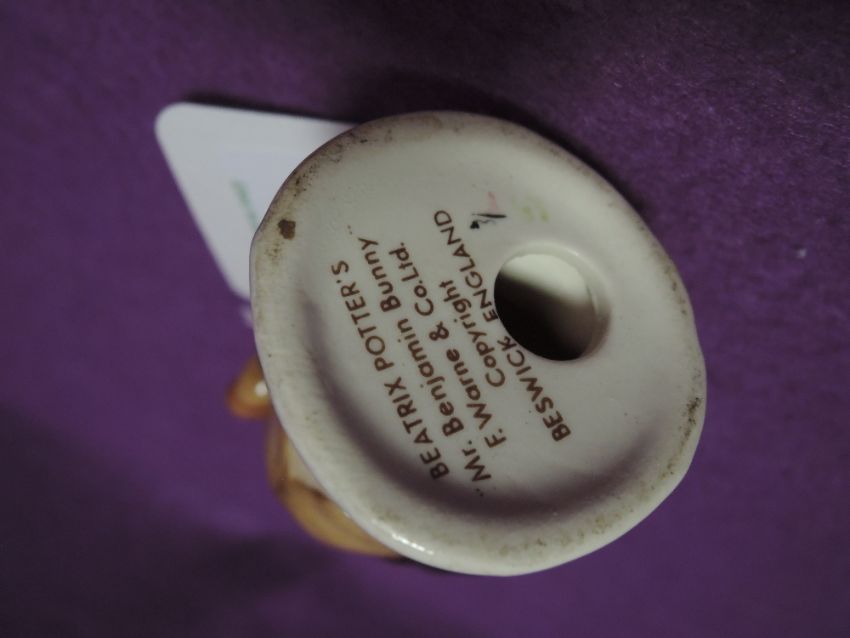 BEATRIX POTTER'S
"Mr. Benjamin Bunny"
F. Warne & Co.Ltd.
Copyright
BESWICK ENGLAND